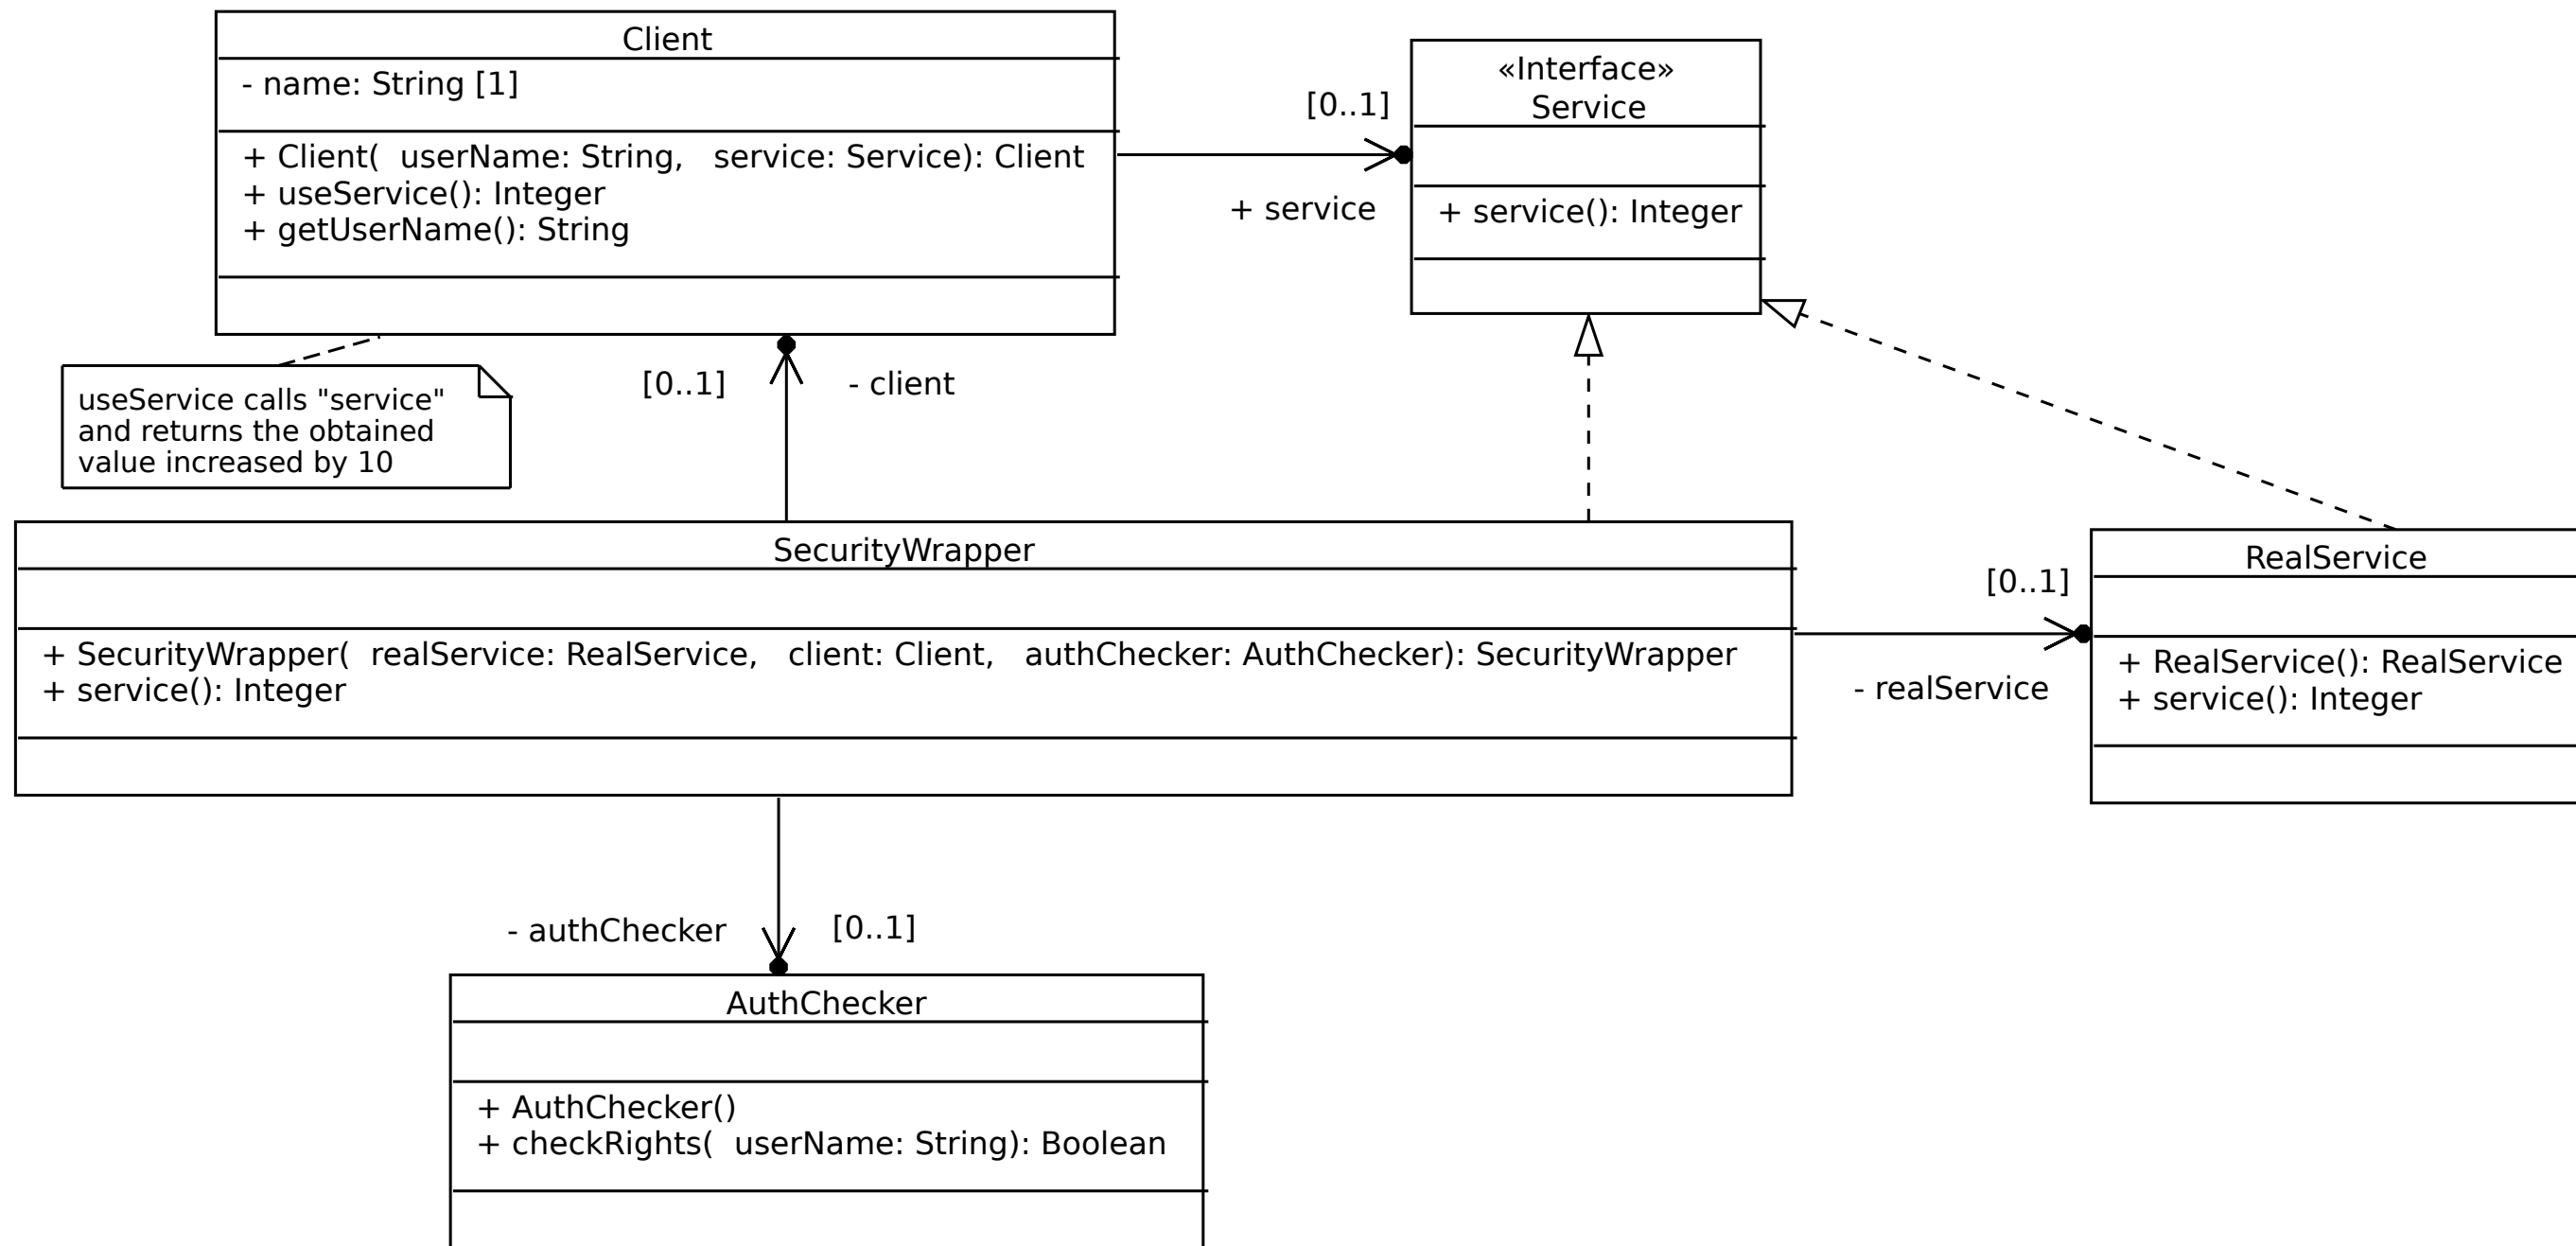 Client
- name: String [1]
+ Client(  userName: String,   service: Service): Client
+ useService(): Integer
+ getUserName(): String
[0..1]
+ service
«Interface»
Service
+ service(): Integer
useService calls "service"
and returns the obtained
value increased by 10
[0..1]
- client
SecurityWrapper
+ SecurityWrapper(  realService: RealService,   client: Client,   authChecker: AuthChecker): SecurityWrapper
+ service(): Integer
[0..1]
- realService
RealService
+ RealService(): RealService
+ service(): Integer
- authChecker
[0..1]
AuthChecker
+ AuthChecker()
+ checkRights(  userName: String): Boolean